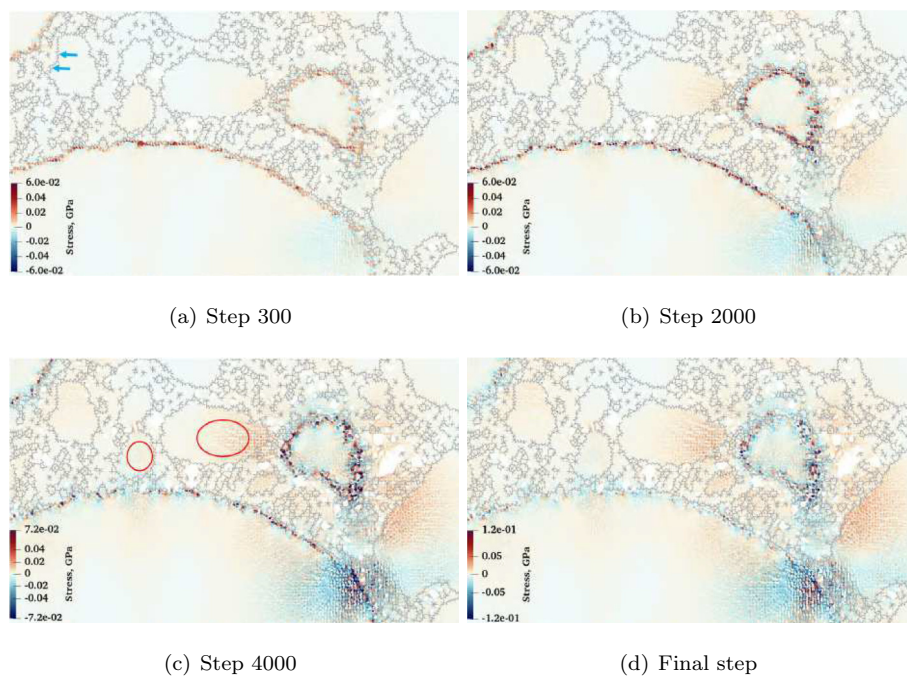 6.0e-02
0.04
0.02
0
-0.02
-0.04
-6.0e-02
Stress, GPa
6.0e-02
0.04
0.02
0
-0.02
-0.04
-6.0e-02
Stress, GPa
(a) Step 300
(b) Step 2000
7.2e-02
0.04
0.02
0
-0.02
-0.04
-7.2e-02
Stress, GPa
1.2e-01
0.05
0
-0.05
-1.2e-01
Stress, GPa
(c) Step 4000
(d) Final step